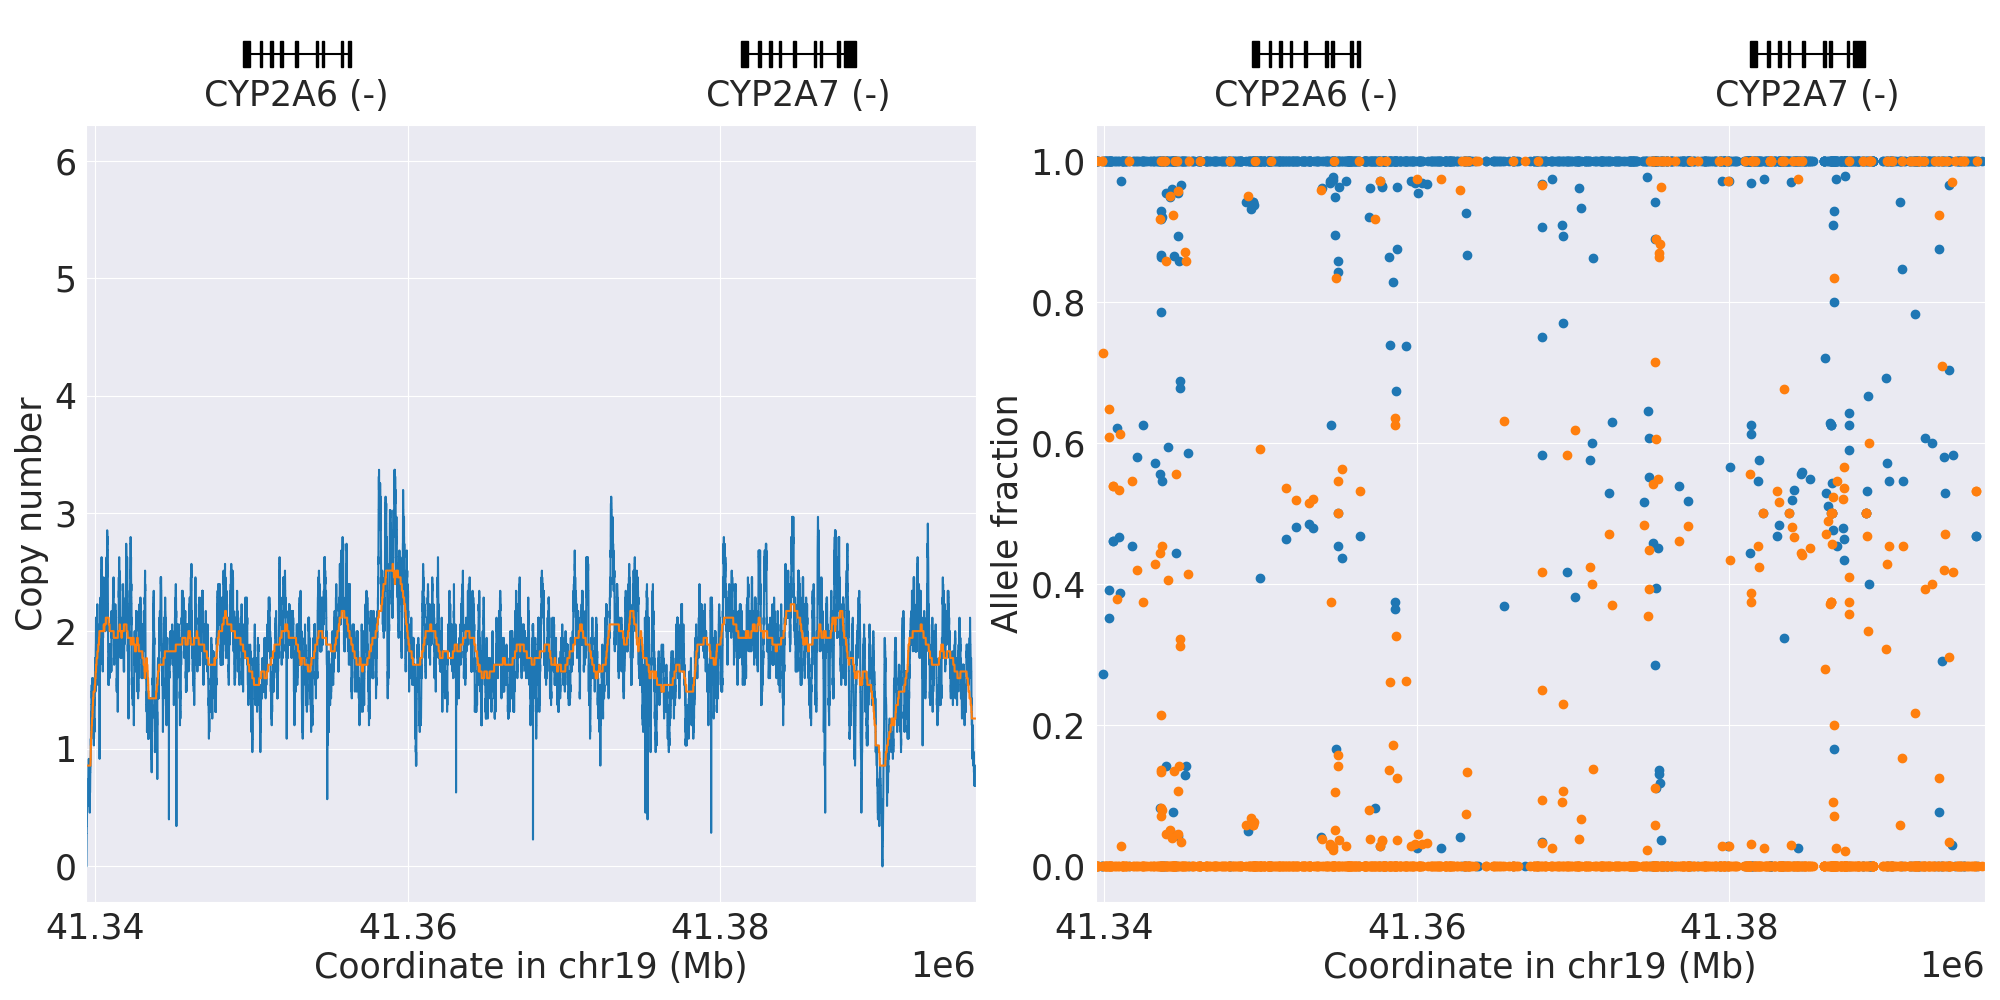 CYP2A6 (-)
CYP2A7 (-)
CYP2A6 (-)
CYP2A7 (-)
Copy number
6
5
4
3
2
1
0
41.34
41.36
41.38
Coordinate in chr19 (Mb)
1e6
Allele fraction
1.0
0.8
0.6
0.4
0.2
0.0
41.34
41.36
41.38
Coordinate in chr19 (Mb)
1e6